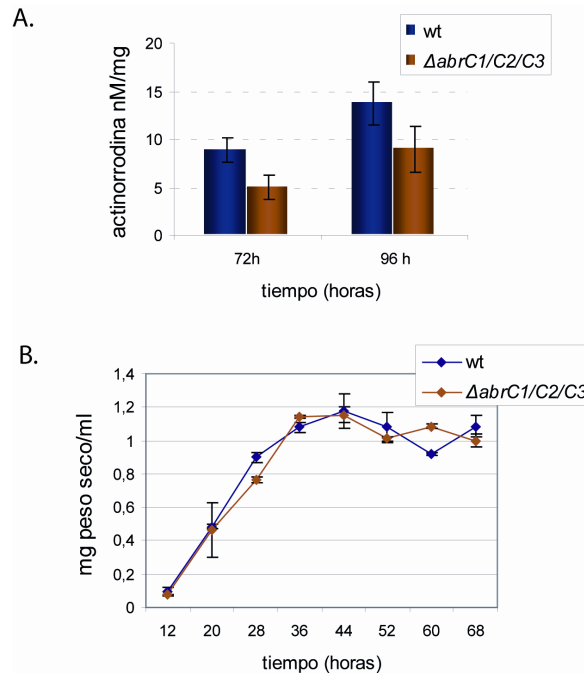 A.
wt
ΔabrC1/C2/C3
actinorrodina nM/mg
20
15
10
5
0
72h
96 h
tiempo (horas)
B.
wt
ΔabrC1/C2/C3
mg peso seco/ml
1,4
1,2
1
0,8
0,6
0,4
0,2
0
12 20 28 36 44 52 60 68
tiempo (horas)